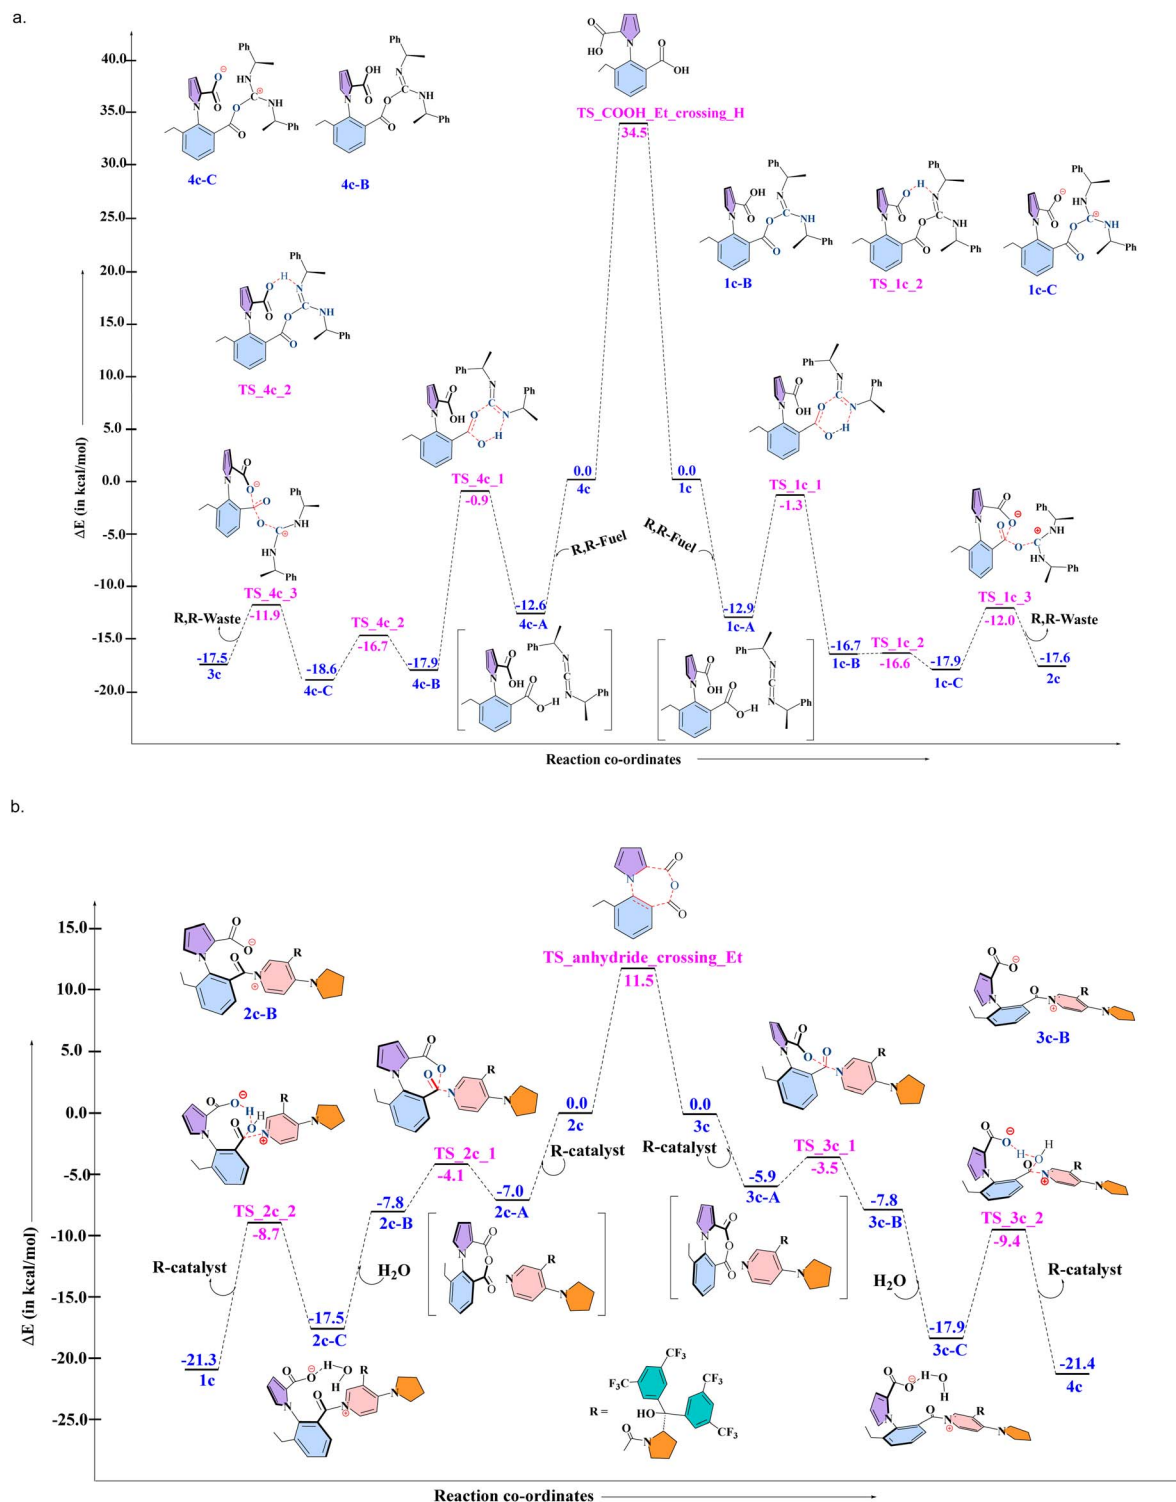 a.
40.0
35.0
30.0
25.0
20.0
15.0
10.0
5.0
0.0
-5.0
-10.0
-15.0
-20.0
ΔE (in kcal/mol)
Reaction co-ordinates
4c-C
4c-B
TS_COOH_Et_crossing_H
34.5
1c-B
TS_1c_2
1c-C
TS_4c_2
TS_4c_1
-0.9
0.0
4c
0.0
1c
TS_1c_1
-1.3
R,R-Fuel
R,R-Fuel
TS_4c_3
-11.9
R,R-Waste
-17.5
3c
-18.6
4c-C
TS_4c_2
-16.7
-17.9
4c-B
-12.6
4c-A
-12.9
1c-A
-16.7
1c-B
TS_1c_2
-16.6
-17.9
1c-C
TS_1c_3
-12.0
R,R-Waste
-17.6
2c
b.
15.0
10.0
5.0
0.0
-5.0
-10.0
-15.0
-20.0
-25.0
ΔE (in kcal/mol)
Reaction co-ordinates
TS_anhydride_crossing_Et
11.5
2c-B
3c-B
0.0
2c
0.0
3c
R-catalyst
R-catalyst
TS_2c_1
-4.1
-7.0
2c-A
-7.8
2c-B
H2O
TS_2c_2
-8.7
R-catalyst
-17.5
2c-C
-21.3
1c
-5.9
3c-A
TS_3c_1
-3.5
-7.8
3c-B
H2O
-17.9
3c-C
TS_3c_2
-9.4
R-catalyst
-21.4
4c
R =
CF3
F3C
CF3
CF3
HO
N
O